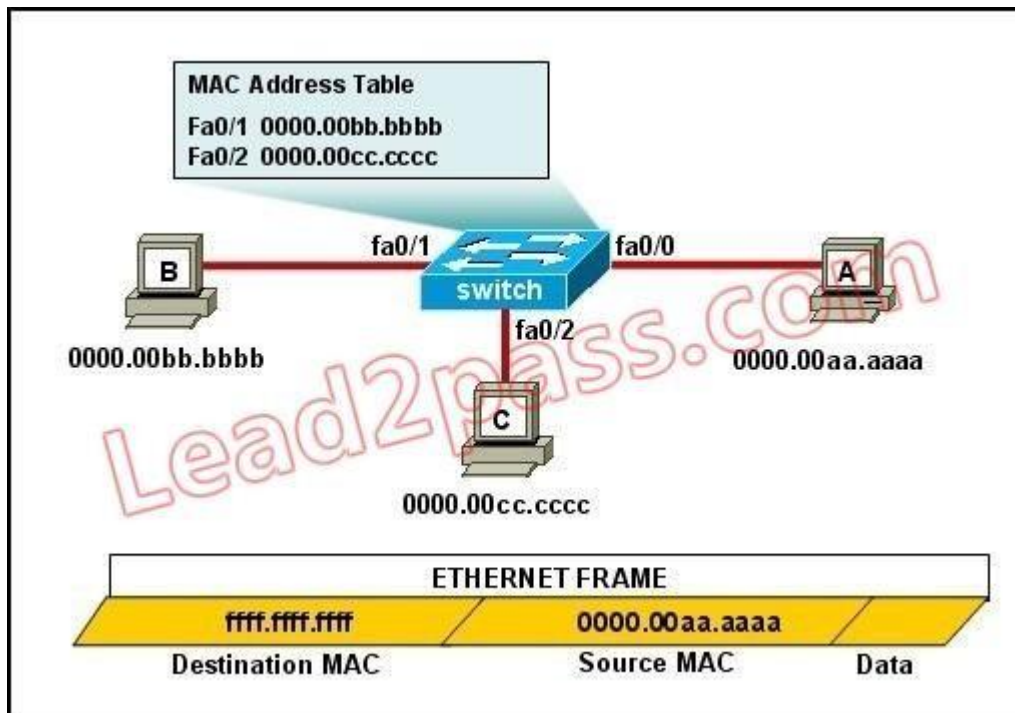 MAC Address Table
Fa0/1 0000.00bb.bbbb
Fa0/2 0000.00cc.cccc
fa0/1
fa0/0
B
switch
A
fa0/2
0000.00bb.bbbb
0000.00aa.aaaa
C
0000.00cc.cccc
Lead2pass.com
ETHERNET FRAME
ffff.ffff.ffff
0000.00aa.aaaa
Destination MAC
Source MAC
Data